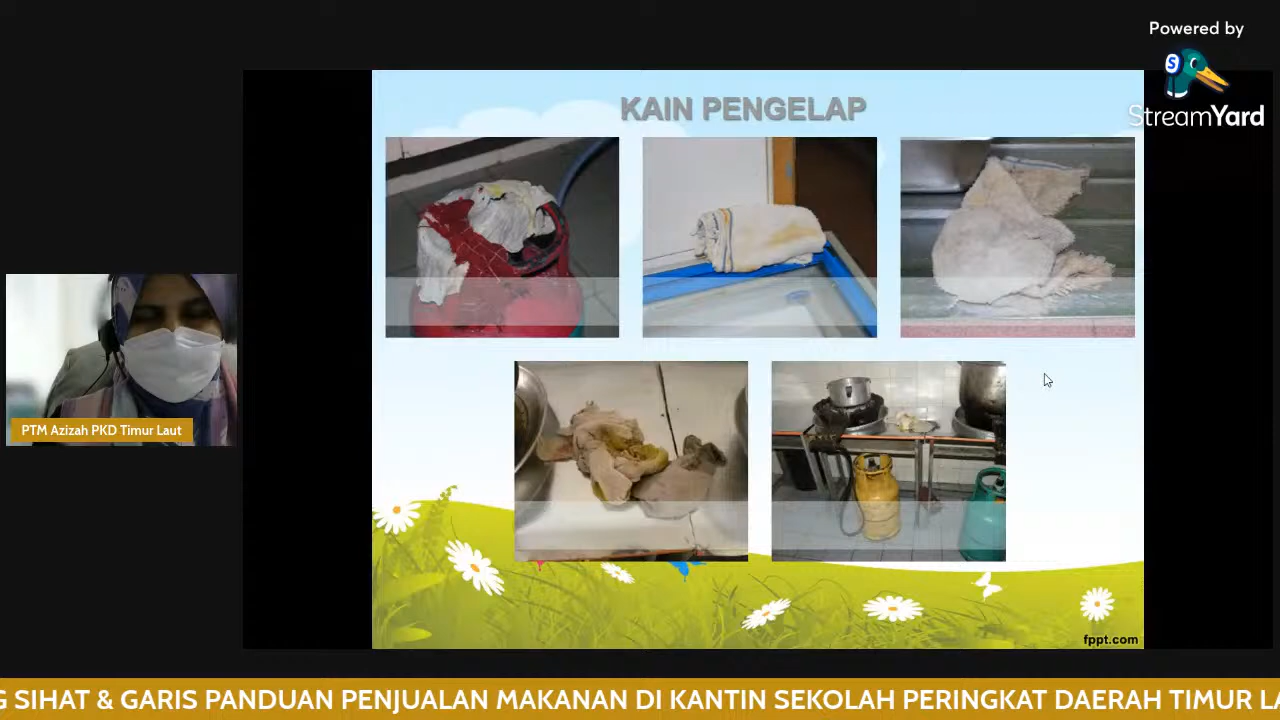 Powered by
S
StreamYard
KAIN PENGELAP
PTM Azizah PKD Timur Laut
fppt.com
G SIHAT & GARIS PANDUAN PENJUALAN MAKANAN DI KANTIN SEKOLAH PERINGKAT DAERAH TIMUR LA